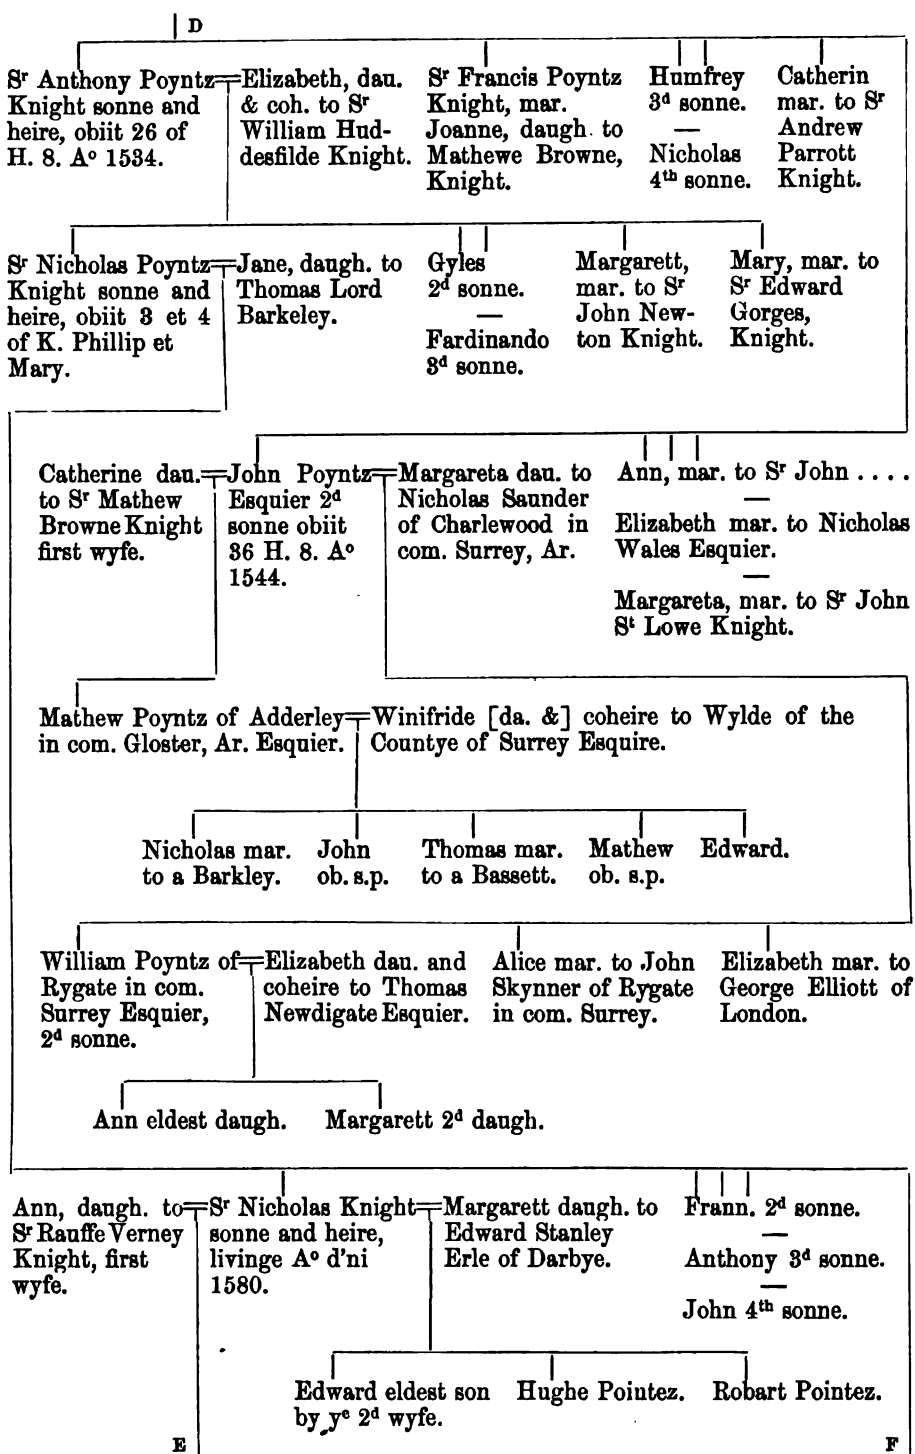 D
Sr Anthony Poyntz
Knight sonne and
heire, obiit 26 of
H. 8. Ao 1534.
Elizabeth, dau.
& coh. to Sr
William Hud-
desfilde Knight.
Sr Francis Poyntz
Knight, mar.
Joanne, daugh. to
Mathewe Browne,
Knight.
Humfrey
3d sonne.
—
Nicholas
4th sonne.
Catherin
mar. to Sr
Andrew
Parrott
Knight.
Sr Nicholas Poyntz
Knight sonne and
heire, obiit 3 et 4
of K. Phillip et
Mary.
Jane, daugh. to
Thomas Lord
Barkeley.
Gyles
2d sonne.
—
Fardinando
3d sonne.
Margarett,
mar. to Sr
John New-
ton Knight.
Mary, mar. to
Sr Edward
Gorges,
Knight.
Catherine dau.
to Sr Mathew
Browne Knight
first wyfe.
John Poyntz
Esquier 2d
sonne obiit
36 H. 8. Ao
1544.
Margareta dau. to
Nicholas Saunder
of Charlewood in
com. Surrey, Ar.
Ann, mar. to Sr John . . . .
—
Elizabeth mar. to Nicholas
Wales Esquier.
—
Margareta, mar. to Sr John
St Lowe Knight.
Mathew Poyntz of Adderley
in com. Gloster, Ar. Esquier.
Winifride [da. &] coheire to Wylde of the
Countye of Surrey Esquire.
Nicholas mar.
to a Barkley.
John
ob. s.p.
Thomas mar.
to a Bassett.
Mathew
ob. s.p.
Edward.
William Poyntz of
Rygate in com.
Surrey Esquier,
2d sonne.
Elizabeth dau. and
coheire to Thomas
Newdigate Esquier.
Alice mar. to John
Skynner of Rygate
in com. Surrey.
Elizabeth mar. to
George Elliott of
London.
Ann eldest daugh.
Margarett 2d daugh.
Ann, daugh. to
Sr Rauffe Verney
Knight, first
wyfe.
Sr Nicholas Knight
sonne and heire,
livinge Ao d'ni
1580.
Margarett daugh. to
Edward Stanley
Erle of Darbye.
Frann. 2d sonne.
—
Anthony 3d sonne.
—
John 4th sonne.
Edward eldest son
by ye 2d wyfe.
Hughe Pointez.
Robart Pointez.
E
F